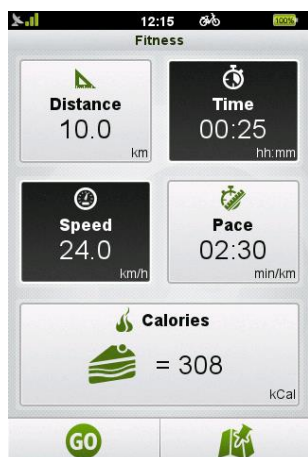 12:15 100%
Fitness
Distance
10.0
km
Time
00:25
hh:mm
Speed
24.0
km/h
Pace
02:30
min/km
Calories
= 308
kCal
GO